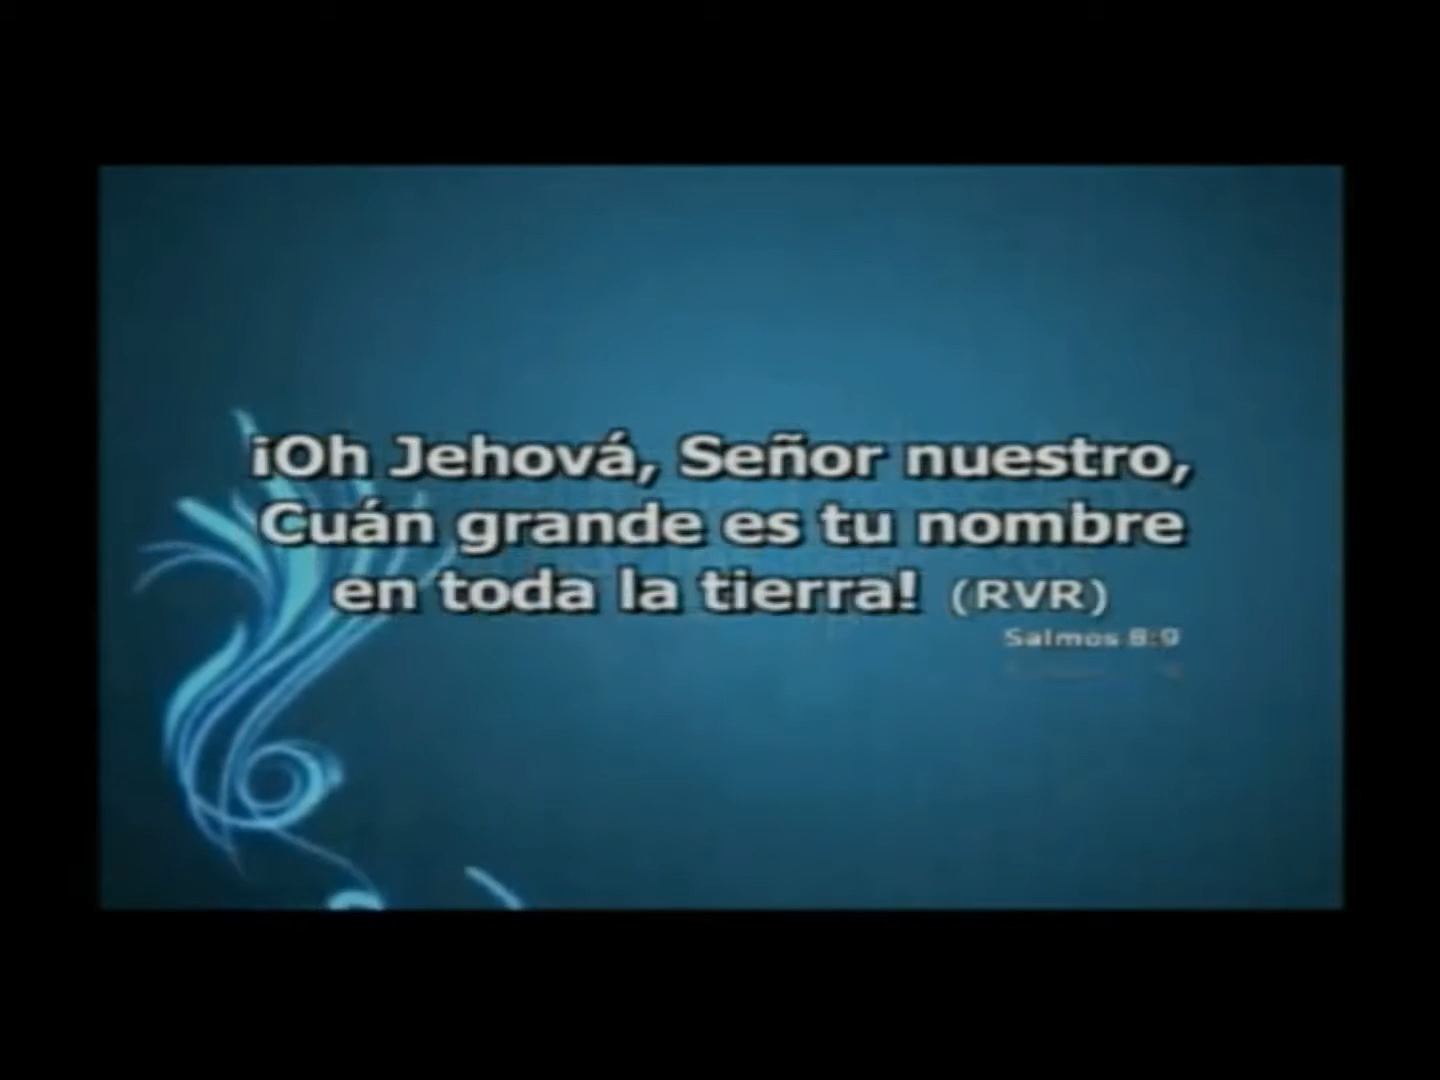 ¡Oh Jehová, Señor nuestro,
Cuán grande es tu nombre
en toda la tierra! (RVR)
Salmos 8:9